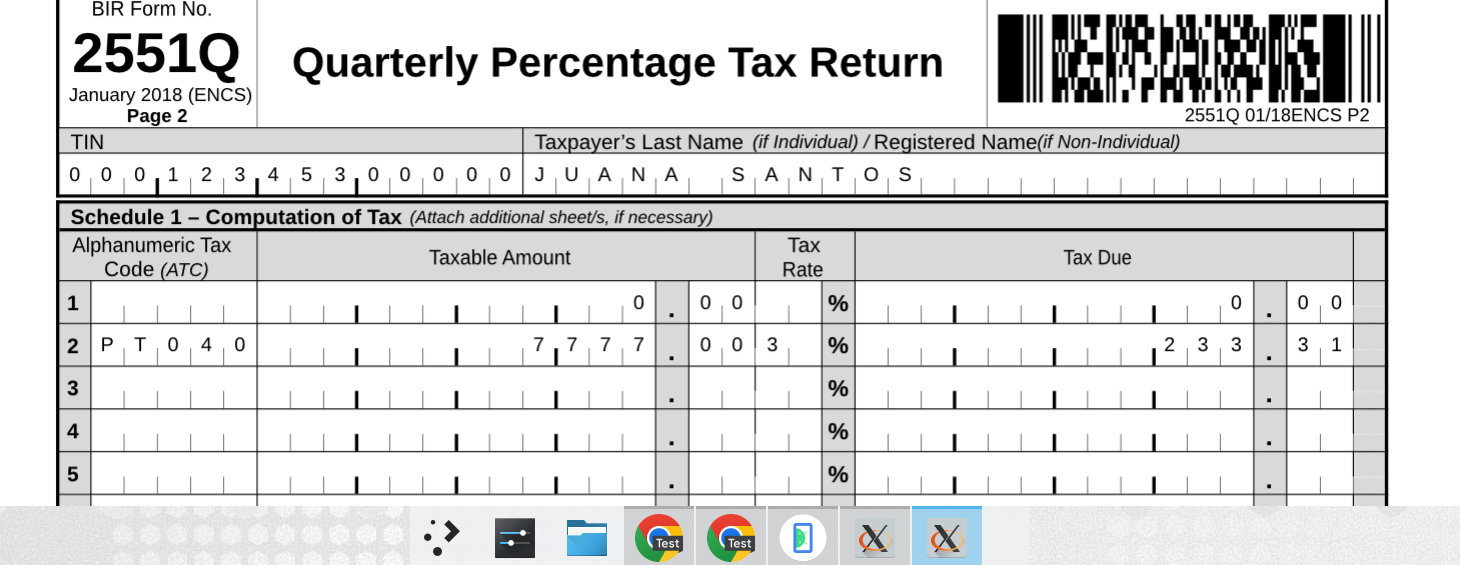 BIR Form No.
2551Q
January 2018 (ENCS)
Page 2
Quarterly Percentage Tax Return
2551Q 01/18ENCS P2
TIN
Taxpayer's Last Name (if Individual) / Registered Name(if Non-Individual)
0 0 0 1 2 3 4 5 3 0 0 0 0 0 J U A N A S A N T O S
Schedule 1 – Computation of Tax (Attach additional sheet/s, if necessary)
Alphanumeric Tax
Code (ATC)
Taxable Amount
Tax
Rate
Tax Due
1 0 . 0 0 % 0 . 0 0
2 P T 0 4 0 7 7 7 7 . 0 0 3 % 2 3 3 . 3 1
3 . % .
4 . % .
5 . % .
Test
Test